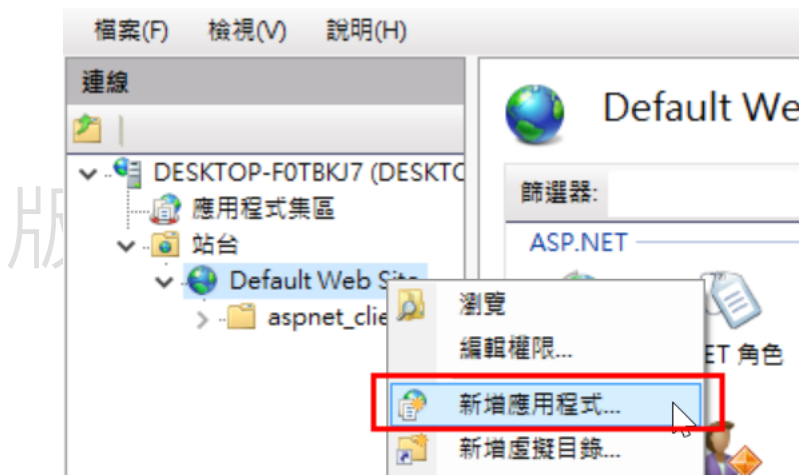 檔案(F) 檢視(V) 說明(H)
連線
Default We
DESKTOP-F0TBKJ7 (DESKTO
篩選器:
應用程式集區
版
站台
ASP.NET
Default Web Site
瀏覽
aspnet_clie
編輯權限...
ET 角色
新增應用程式...
新增虛擬目錄...